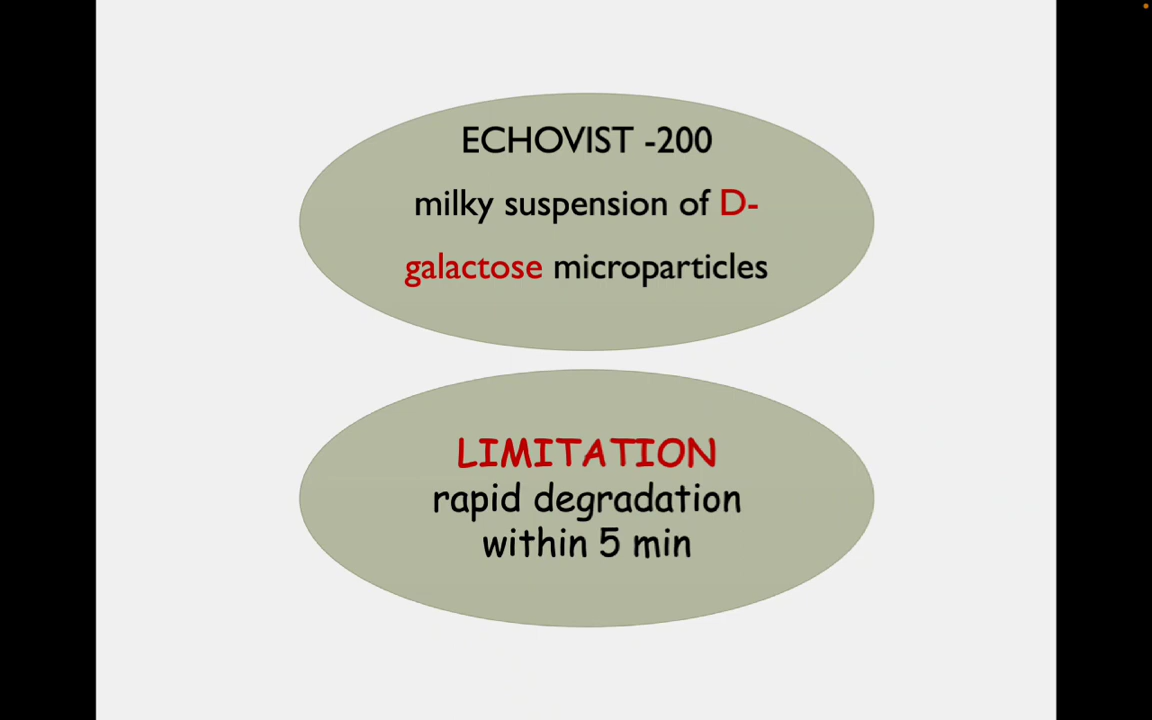 ECHOVIST -200
milky suspension of D-
galactose microparticles
LIMITATION
rapid degradation
within 5 min